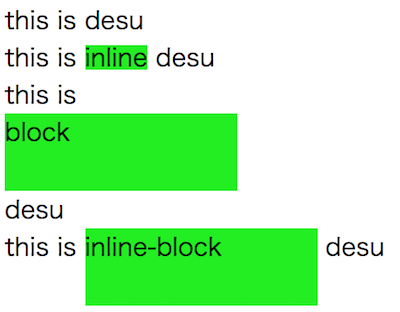 this is desu
this is inline desu
this is
block
desu
this is inline-block desu